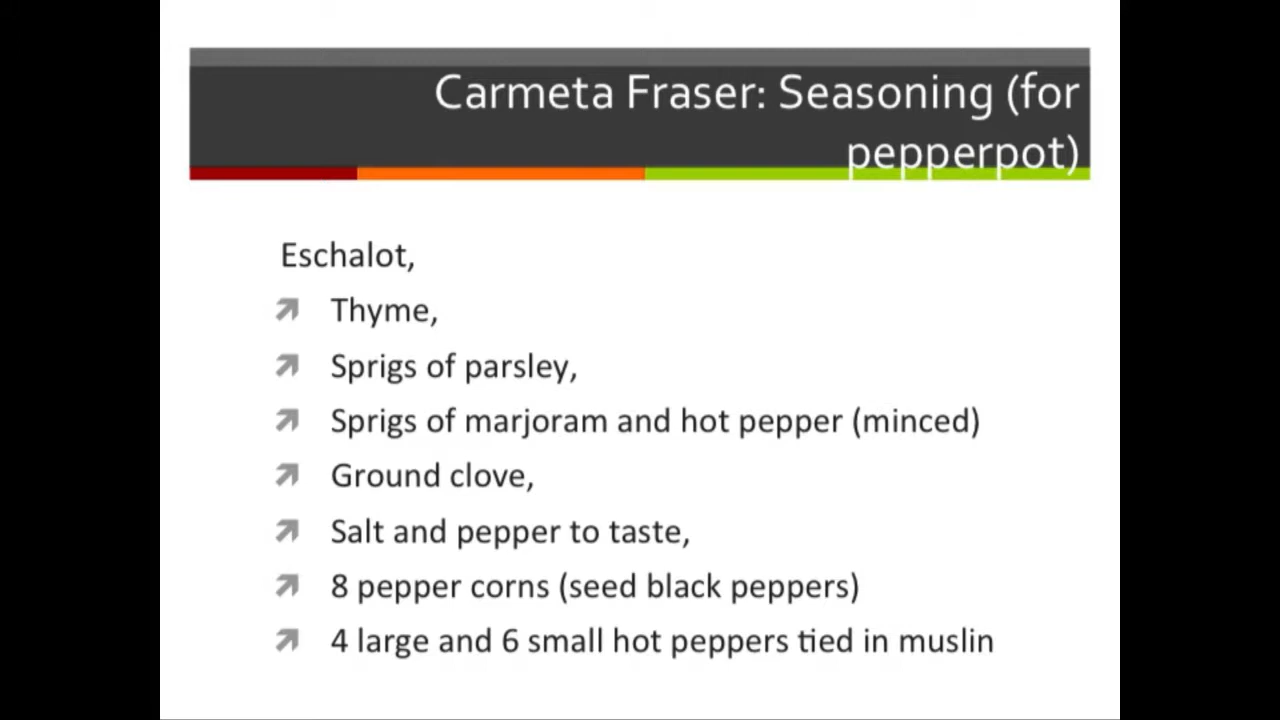 Carmeta Fraser: Seasoning (for
pepperpot)
Eschalot,
Thyme,
Sprigs of parsley,
Sprigs of marjoram and hot pepper (minced)
Ground clove,
Salt and pepper to taste,
8 pepper corns (seed black peppers)
4 large and 6 small hot peppers tied in muslin